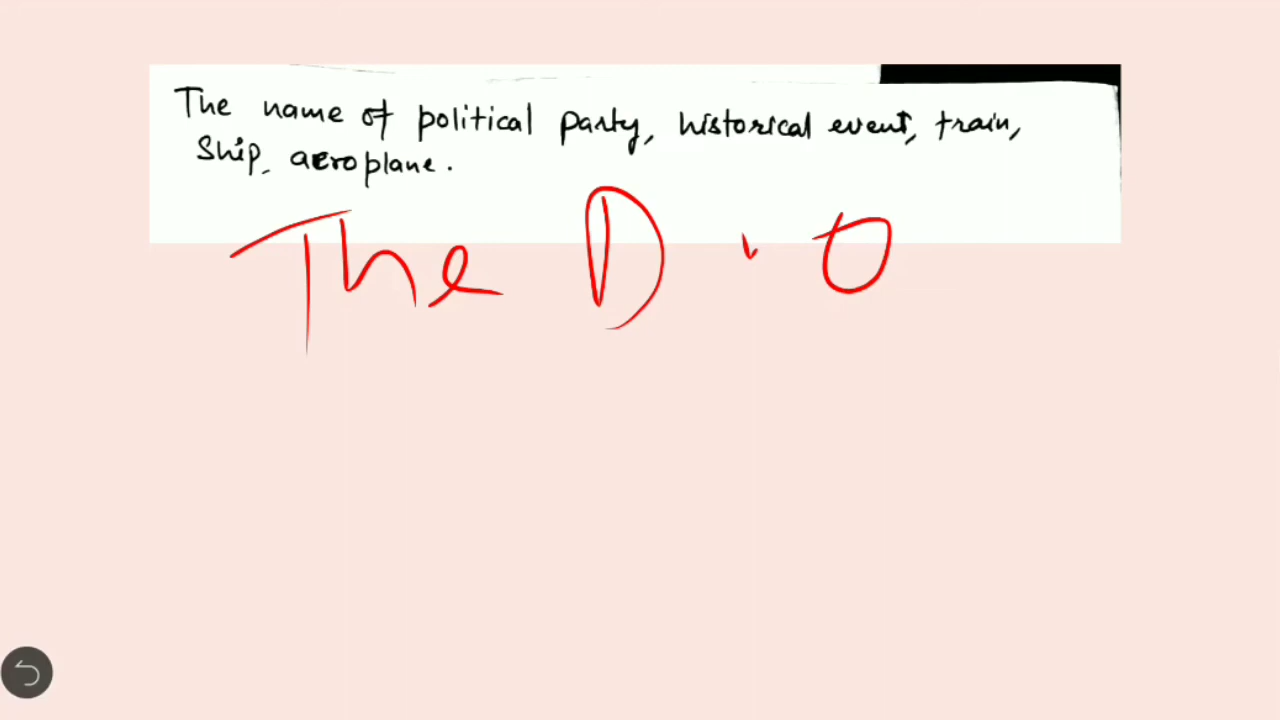 The name of political party, historical event, train,
Ship, aeroplane.
The D. O